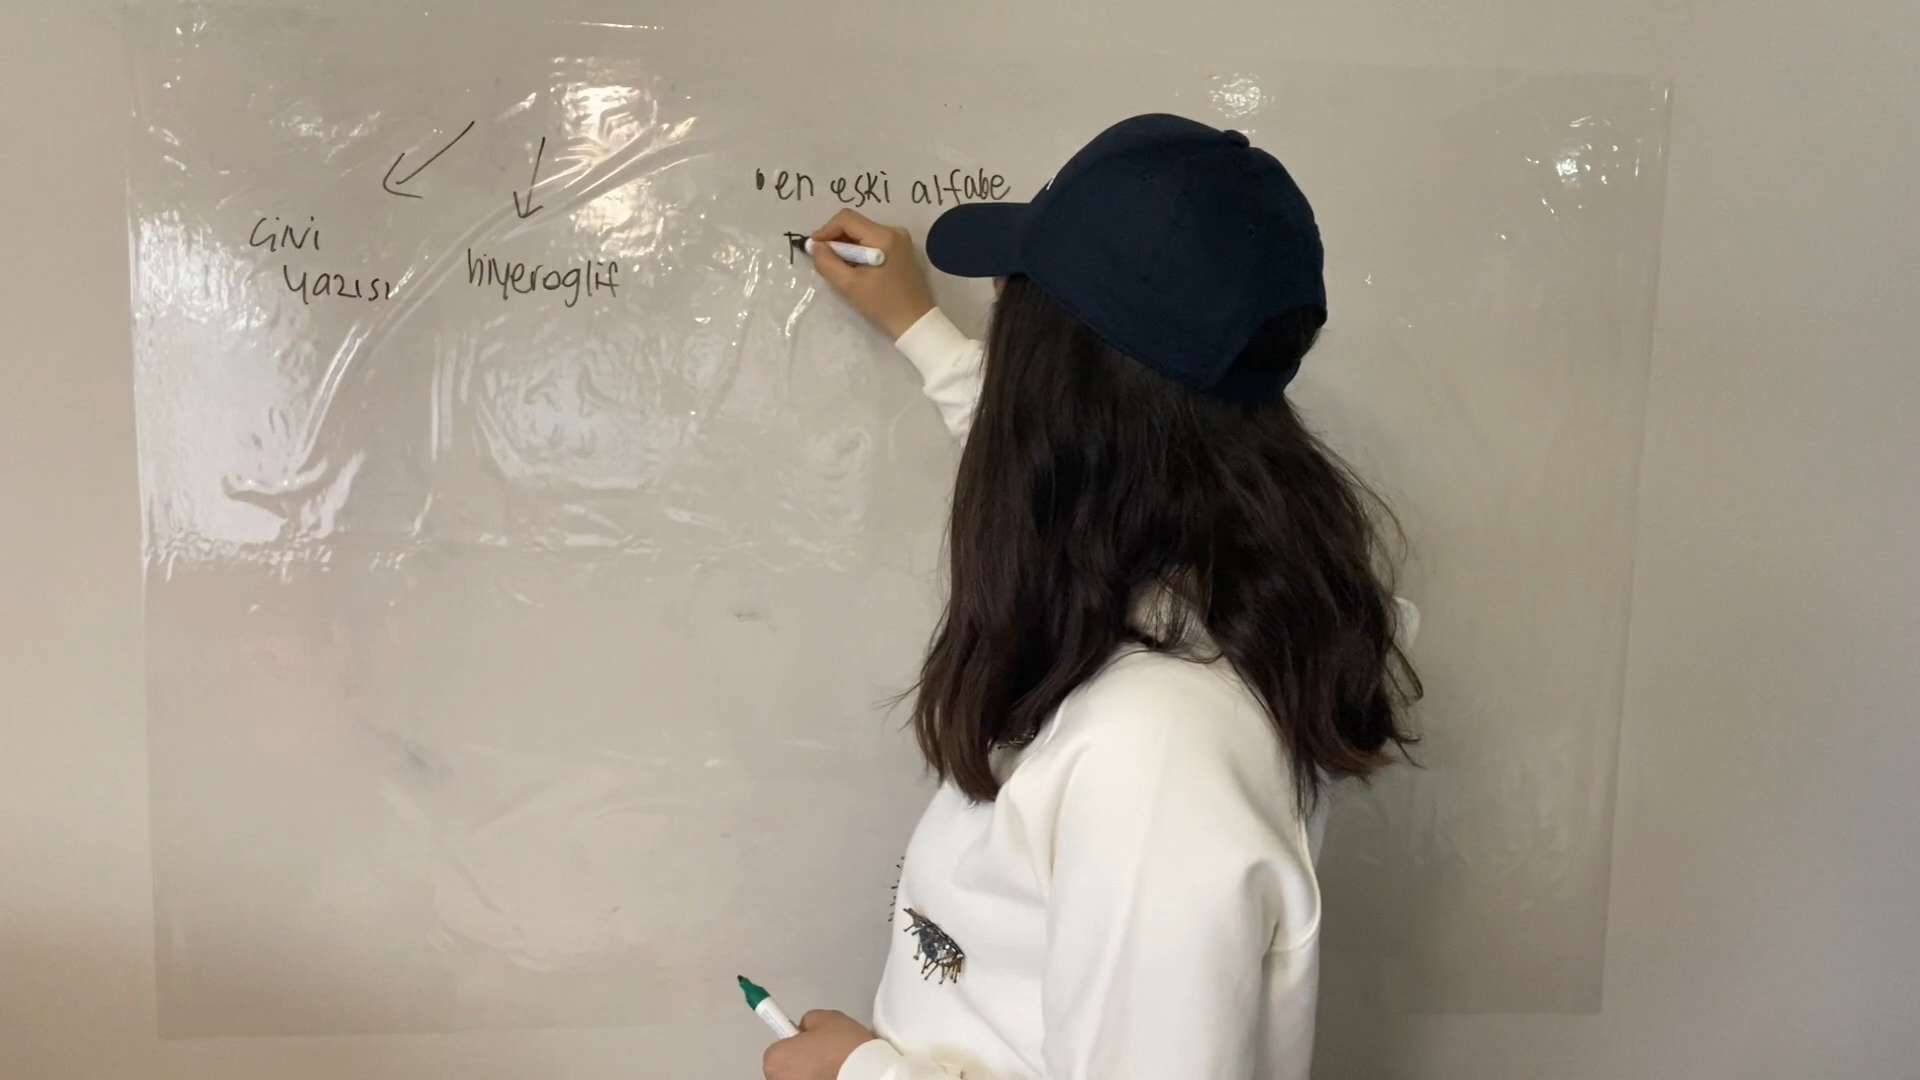 Çivi
yazısı
hiyeroglif
• en eski alfabe